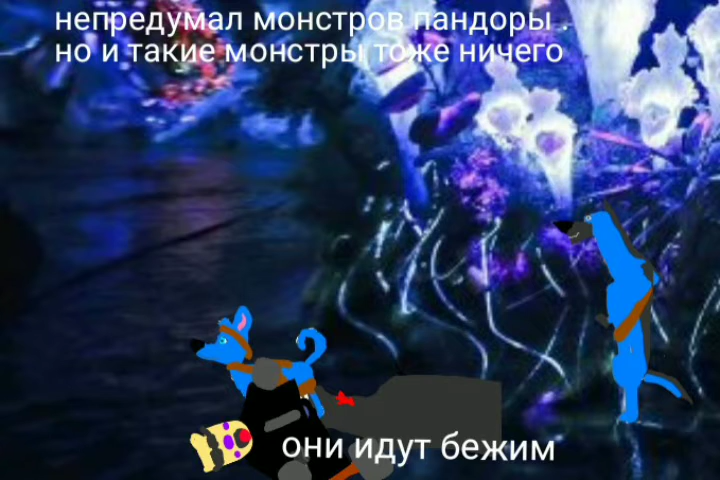 непредумал монстров пандоры .
но и такие монстры тоже ничего
они идут бежим